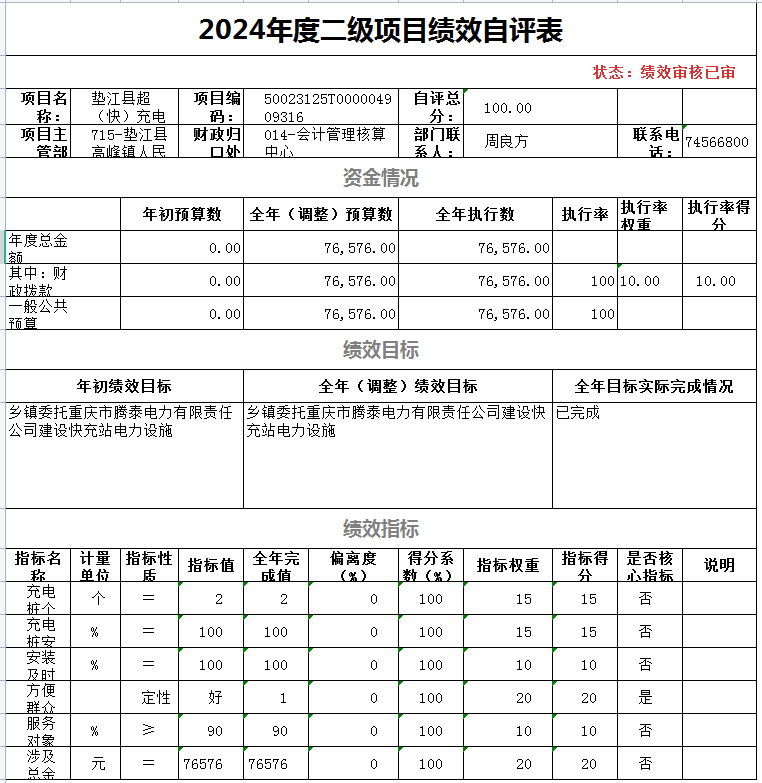 2024年度二级项目绩效自评表
状态：绩效审核已审
项目名称： 垫江县超（快）充电 项目编码： 50023125T000004909316 自评总分： 100.00
项目主管部 715-垫江县高峰镇人民 财政归口处 014-会计管理核算中心 部门联系人： 周良方 联系电话： 74566800
资金情况
年初预算数 全年（调整）预算数 全年执行数 执行率 执行率权重 执行率得分
年度总金额 0.00 76,576.00 76,576.00
其中：财政拨款 0.00 76,576.00 76,576.00 100 10.00 10.00
一般公共预算 0.00 76,576.00 76,576.00 100
绩效目标
年初绩效目标 全年（调整）绩效目标 全年目标实际完成情况
乡镇委托重庆市腾泰电力有限责任公司建设快充站电力设施 乡镇委托重庆市腾泰电力有限责任公司建设快充站电力设施 已完成
绩效指标
指标名称 计量单位 指标性质 指标值 全年完成值 偏离度（%） 得分系数（%） 指标权重 指标得分 是否核心指标 说明
充电桩个 个 ＝ 2 2 0 100 15 15 否
充电桩安 % ＝ 100 100 0 100 15 15 否
安装及时 % ＝ 100 100 0 100 10 10 否
方便群众 定性 好 1 0 100 20 20 是
服务对象 % ≥ 90 90 0 100 10 10 否
涉及总金 元 ＝ 76576 76576 0 100 20 20 否